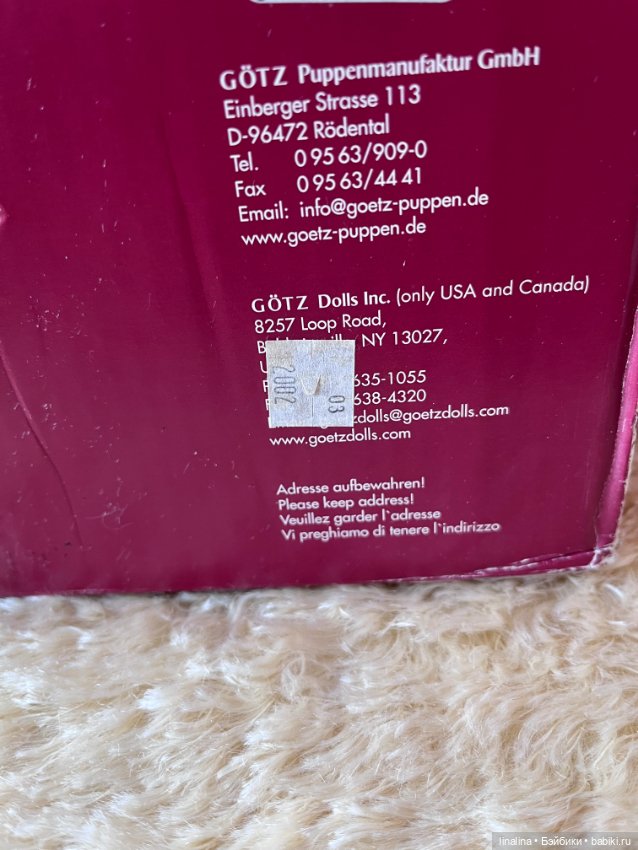 GÖTZ Puppenmanufaktur GmbH
Einberger Strasse 113
D-96472 Rödental
Tel. 0 95 63/909-0
Fax 0 95 63/44 41
Email: info@goetz-puppen.de
www.goetz-puppen.de
GÖTZ Dolls Inc. (only USA and Canada)
8257 Loop Road,
NY 13027,
635-1055
638-4320
dolls@goetzdolls.com
www.goetzdolls.com
2002
03
Adresse aufbewahren!
Please keep address!
Veuillez garder l`adresse
Vi preghiamo di tenere l`indirizzo
linalina • Бэйбики • babiki.ru